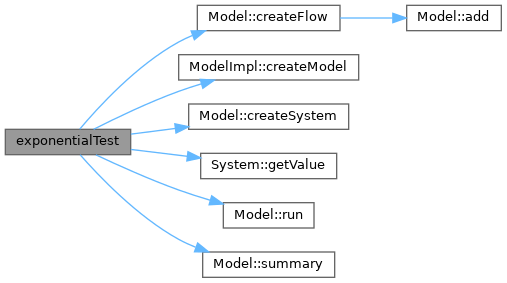 Model::createFlow
Model::add
ModelImpl::createModel
Model::createSystem
exponentialTest
System::getValue
Model::run
Model::summary